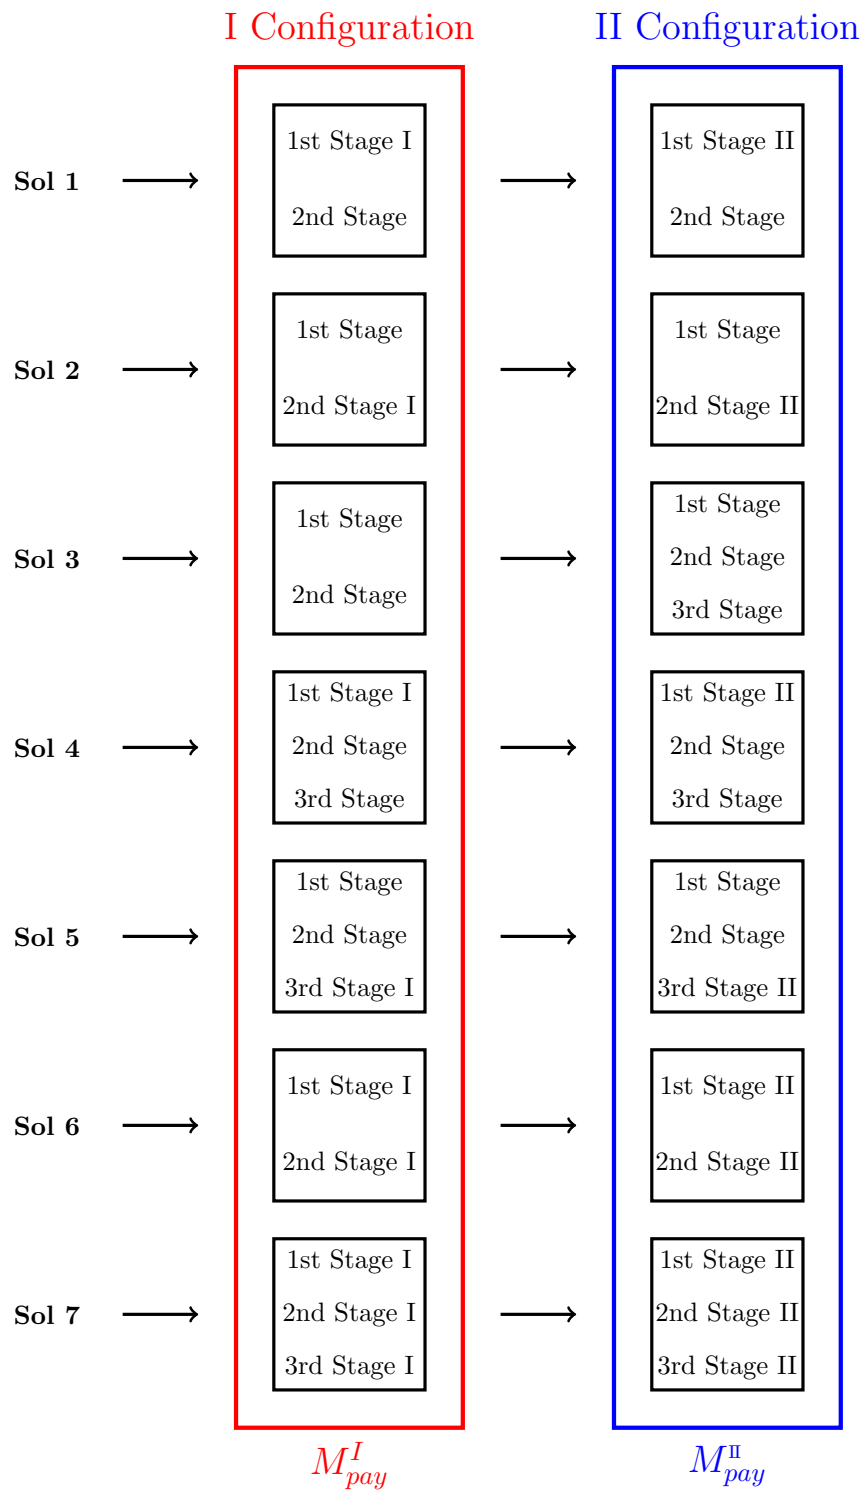 I Configuration II Configuration
Sol 1
1st Stage I
2nd Stage
1st Stage II
2nd Stage
Sol 2
1st Stage
2nd Stage I
1st Stage
2nd Stage II
Sol 3
1st Stage
2nd Stage
1st Stage
2nd Stage
3rd Stage
Sol 4
1st Stage I
2nd Stage
3rd Stage
1st Stage II
2nd Stage
3rd Stage
Sol 5
1st Stage
2nd Stage
3rd Stage I
1st Stage
2nd Stage
3rd Stage II
Sol 6
1st Stage I
2nd Stage I
1st Stage II
2nd Stage II
Sol 7
1st Stage I
2nd Stage I
3rd Stage I
1st Stage II
2nd Stage II
3rd Stage II
$M_{pay}^{I}$ $M_{pay}^{II}$